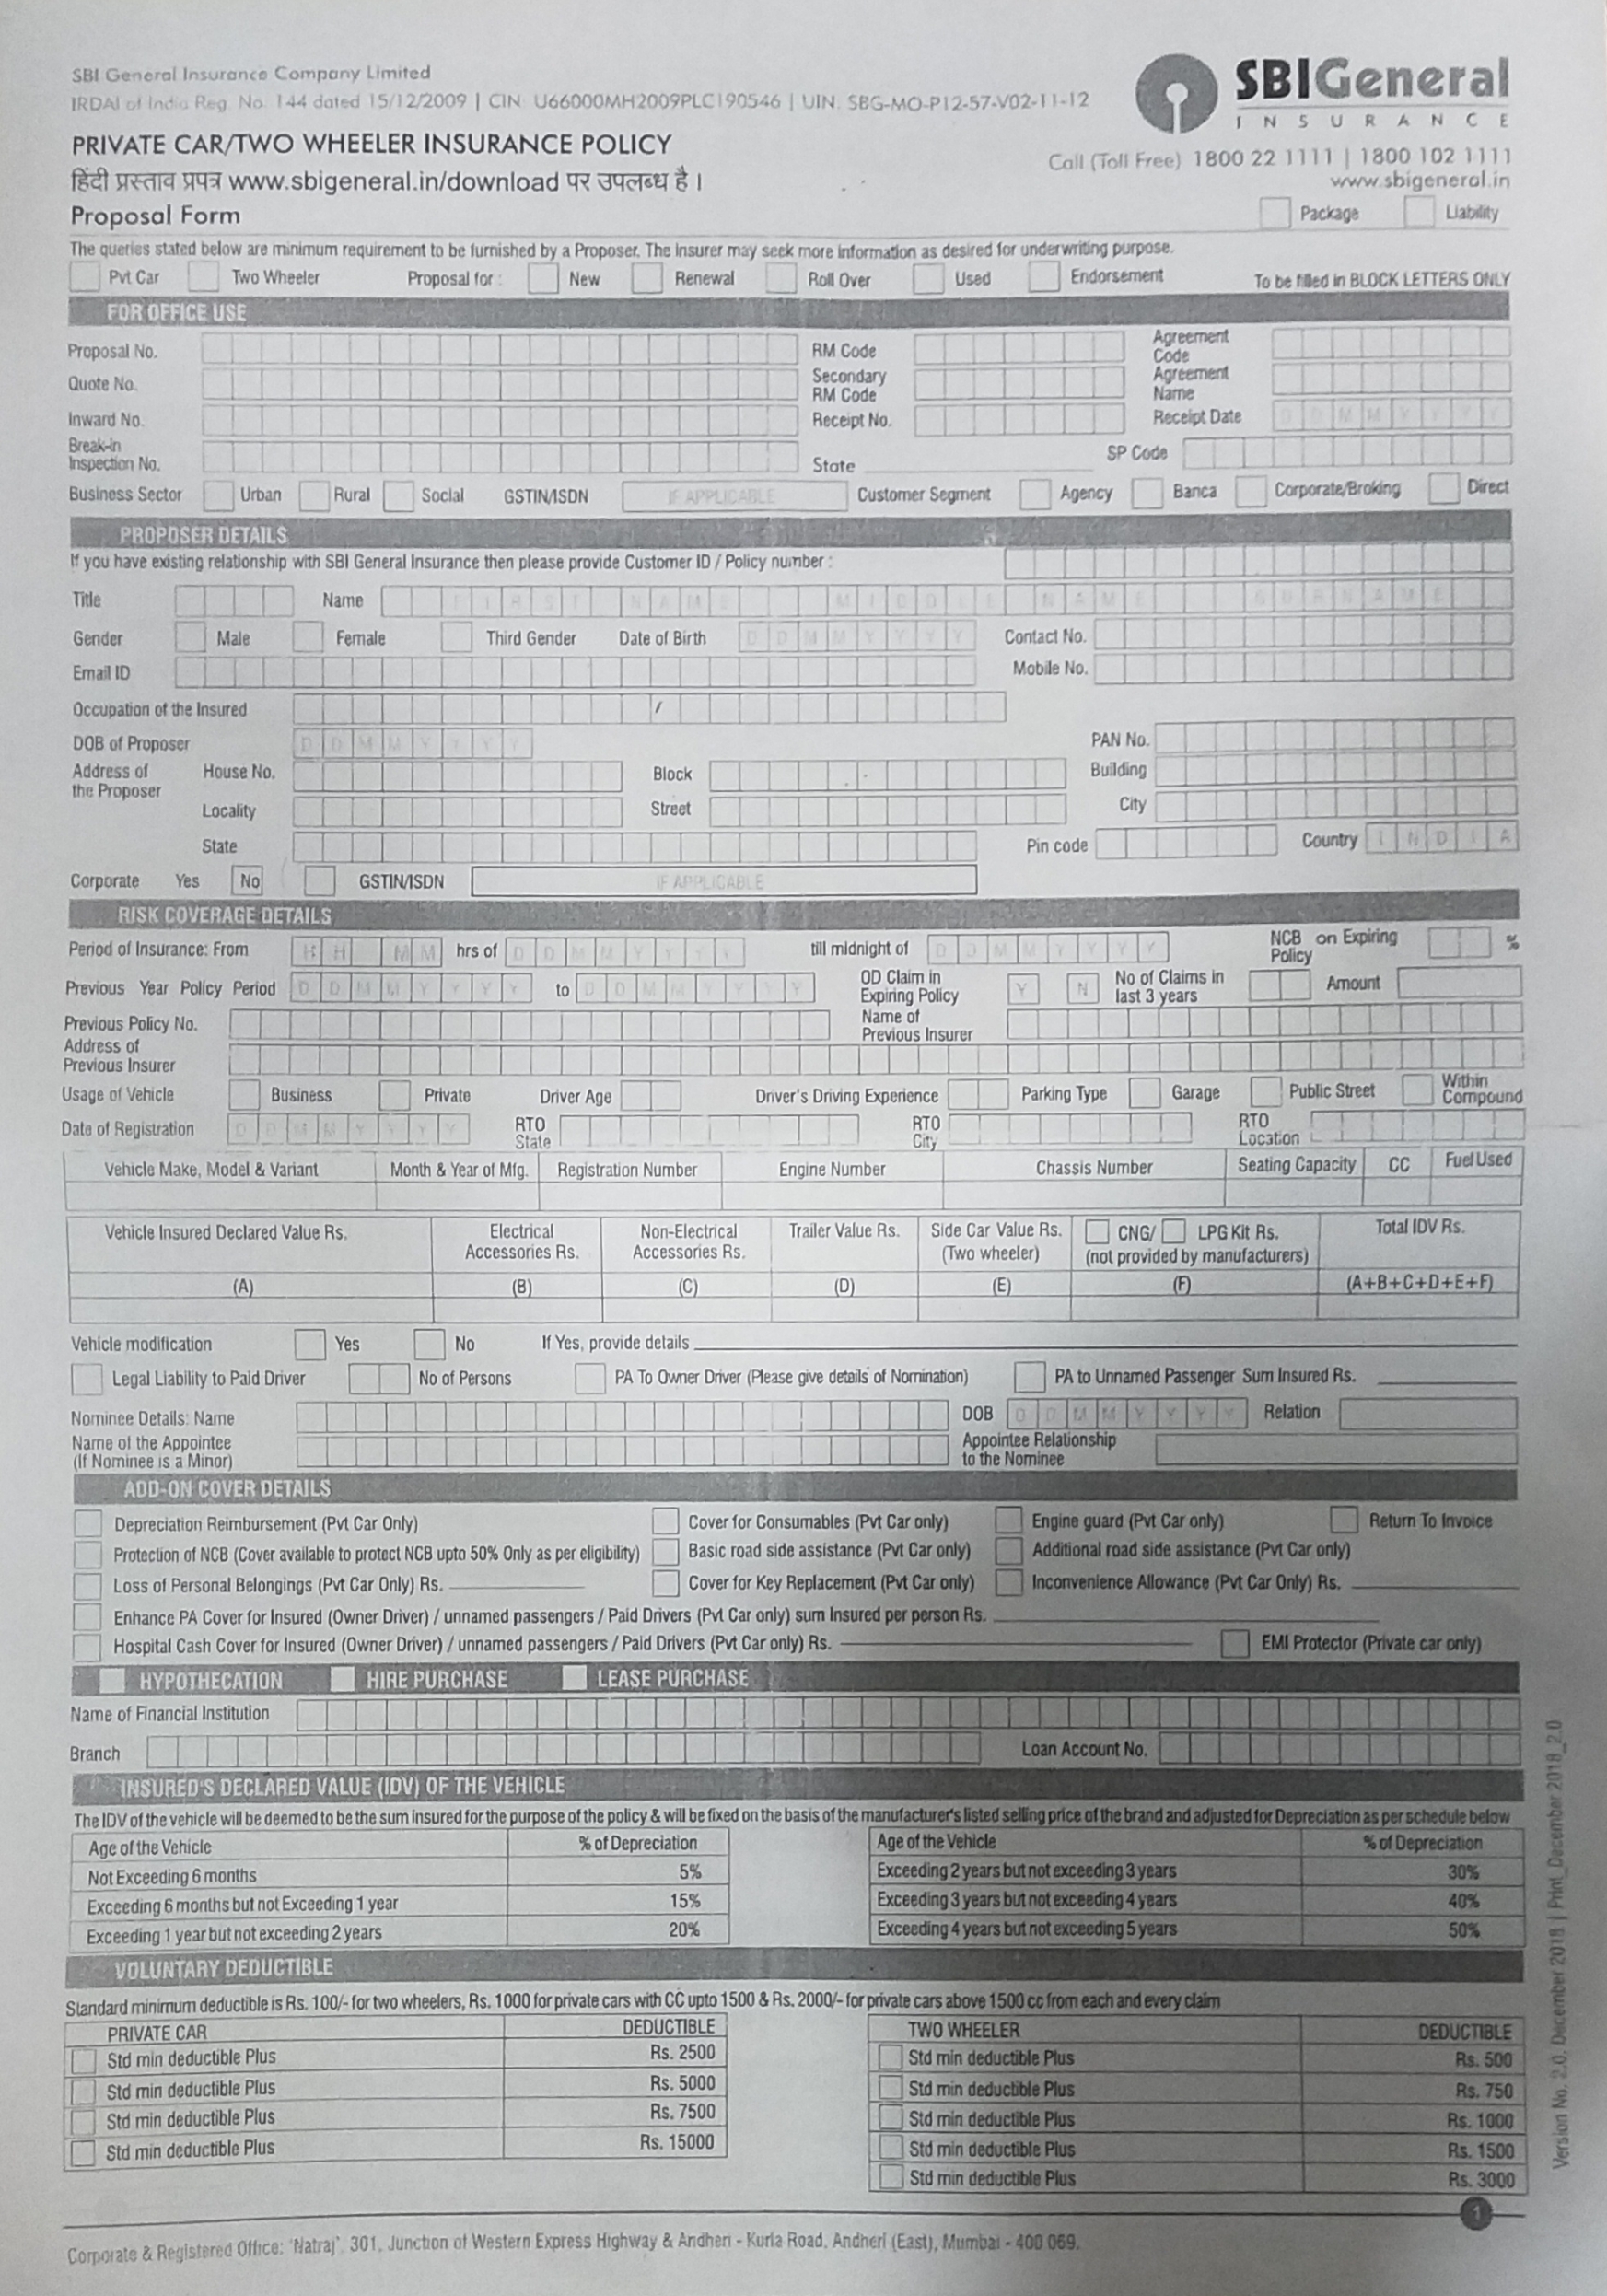 SBI General Insurance Company Limited
IRDAI of India Reg. No. 144 dated 15/12/2009 | CIN U66000MH2009PLC190546 | UIN. SBG-MO-P12-57-V02-11-12
SBIGeneral
INSURANCE
PRIVATE CAR/TWO WHEELER INSURANCE POLICY
Call (Toll Free) 1800 22 1111 | 1800 102 1111
हिंदी प्रस्ताव प्रपत्र www.sbigeneral.in/download पर उपलब्ध है ।
www.sbigeneral.in
Proposal Form
Package Liability
The queries stated below are minimum requirement to be furnished by a Proposer. The Insurer may seek more information as desired for underwriting purpose.
Pvt Car Two Wheeler Proposal for : New Renewal Roll Over Used Endorsement To be filled in BLOCK LETTERS ONLY
FOR OFFICE USE
Proposal No. RM Code Agreement Code
Quote No. Secondary RM Code Agreement Name
Inward No. Receipt No. Receipt Date D D M M Y Y Y Y
Break-in Inspection No. State SP Code
Business Sector Urban Rural Social GSTIN/ISDN IF APPLICABLE Customer Segment Agency Banca Corporate/Broking Direct
PROPOSER DETAILS
If you have existing relationship with SBI General Insurance then please provide Customer ID / Policy number :
Title Name FIRST NAME MIDDLE NAME SURNAME
Gender Male Female Third Gender Date of Birth D D M M Y Y Y Y Contact No.
Email ID Mobile No.
Occupation of the Insured
DOB of Proposer D D M M Y Y Y Y PAN No.
Address of the Proposer House No. Block Building
Locality Street City
State Pin code Country I N D I A
Corporate Yes No GSTIN/ISDN IF APPLICABLE
RISK COVERAGE DETAILS
Period of Insurance: From H H M M hrs of D D M M Y Y Y Y till midnight of D D M M Y Y Y Y NCB on Expiring Policy %
Previous Year Policy Period D D M M Y Y Y Y to D D M M Y Y Y Y OD Claim in Expiring Policy Y N No of Claims in last 3 years Amount
Previous Policy No. Name of Previous Insurer
Address of Previous Insurer
Usage of Vehicle Business Private Driver Age Driver's Driving Experience Parking Type Garage Public Street Within Compound
Date of Registration D D M M Y Y Y Y RTO State RTO City RTO Location
Vehicle Make, Model & Variant Month & Year of Mfg. Registration Number Engine Number Chassis Number Seating Capacity CC Fuel Used
Vehicle Insured Declared Value Rs. Electrical Accessories Rs. Non-Electrical Accessories Rs. Trailer Value Rs. Side Car Value Rs. (Two wheeler) CNG/ LPG Kit Rs. (not provided by manufacturers) Total IDV Rs.
(A) (B) (C) (D) (E) (F) (A+B+C+D+E+F)
Vehicle modification Yes No If Yes, provide details
Legal Liability to Paid Driver No of Persons PA To Owner Driver (Please give details of Nomination) PA to Unnamed Passenger Sum Insured Rs.
Nominee Details: Name DOB D D M M Y Y Y Y Relation
Name of the Appointee (If Nominee is a Minor) Appointee Relationship to the Nominee
ADD-ON COVER DETAILS
Depreciation Reimbursement (Pvt Car Only) Cover for Consumables (Pvt Car only) Engine guard (Pvt Car only) Return To Invoice
Protection of NCB (Cover available to protect NCB upto 50% Only as per eligibility) Basic road side assistance (Pvt Car only) Additional road side assistance (Pvt Car only)
Loss of Personal Belongings (Pvt Car Only) Rs. Cover for Key Replacement (Pvt Car only) Inconvenience Allowance (Pvt Car Only) Rs.
Enhance PA Cover for Insured (Owner Driver) / unnamed passengers / Paid Drivers (Pvt Car only) sum Insured per person Rs.
Hospital Cash Cover for Insured (Owner Driver) / unnamed passengers / Paid Drivers (Pvt Car only) Rs. EMI Protector (Private car only)
HYPOTHECATION HIRE PURCHASE LEASE PURCHASE
Name of Financial Institution
Branch Loan Account No.
INSURED'S DECLARED VALUE (IDV) OF THE VEHICLE
The IDV of the vehicle will be deemed to be the sum insured for the purpose of the policy & will be fixed on the basis of the manufacturer's listed selling price of the brand and adjusted for Depreciation as per schedule below
Age of the Vehicle % of Depreciation Age of the Vehicle % of Depreciation
Not Exceeding 6 months 5% Exceeding 2 years but not exceeding 3 years 30%
Exceeding 6 months but not Exceeding 1 year 15% Exceeding 3 years but not exceeding 4 years 40%
Exceeding 1 year but not exceeding 2 years 20% Exceeding 4 years but not exceeding 5 years 50%
VOLUNTARY DEDUCTIBLE
Standard minimum deductible is Rs. 100/- for two wheelers, Rs. 1000 for private cars with CC upto 1500 & Rs. 2000/- for private cars above 1500 cc from each and every claim
PRIVATE CAR DEDUCTIBLE TWO WHEELER DEDUCTIBLE
Std min deductible Plus Rs. 2500 Std min deductible Plus Rs. 500
Std min deductible Plus Rs. 5000 Std min deductible Plus Rs. 750
Std min deductible Plus Rs. 7500 Std min deductible Plus Rs. 1000
Std min deductible Plus Rs. 15000 Std min deductible Plus Rs. 1500
Std min deductible Plus Rs. 3000
1
Corporate & Registered Office: 'Natraj', 301, Junction of Western Express Highway & Andheri - Kurla Road, Andheri (East), Mumbai - 400 069.
Version No. 2.0, December 2018 | Print_December 2018_2.0